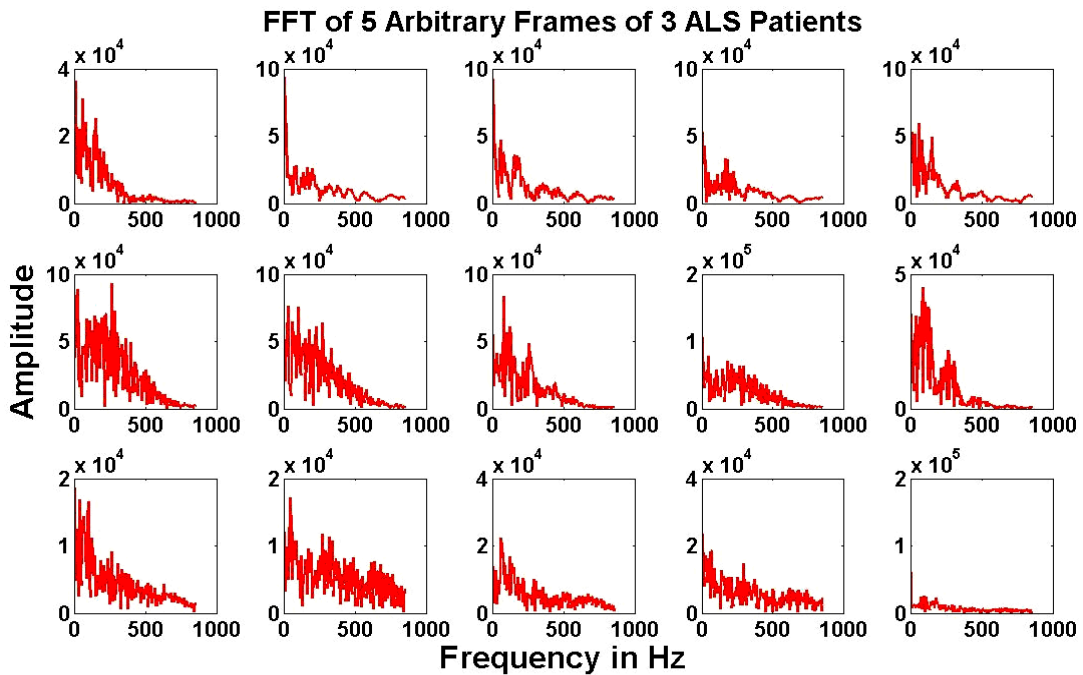 FFT of 5 Arbitrary Frames of 3 ALS Patients
x 10^4 x 10^4 x 10^4 x 10^4 x 10^4
4 10 10 10 10
2 5 5 5 5
0 0 0 0 0
0 500 1000 0 500 1000 0 500 1000 0 500 1000 0 500 1000
x 10^4 x 10^4 x 10^4 x 10^5 x 10^4
10 10 10 2 5
5 5 5 1
0 0 0 0 0
0 500 1000 0 500 1000 0 500 1000 0 500 1000 0 500 1000
x 10^4 x 10^4 x 10^4 x 10^4 x 10^5
2 2 4 4 2
1 1 2 2 1
0 0 0 0 0
0 500 1000 0 500 1000 0 500 1000 0 500 1000 0 500 1000
Amplitude
Frequency in Hz